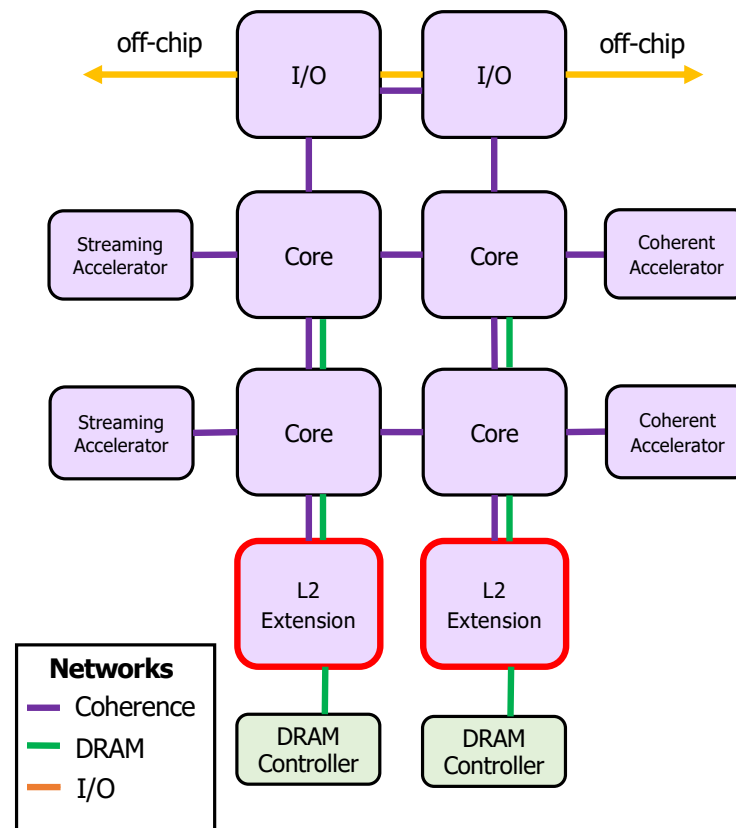 off-chip
off-chip
I/O
I/O
Streaming
Accelerator
Core
Core
Coherent
Accelerator
Streaming
Accelerator
Core
Core
Coherent
Accelerator
L2
Extension
L2
Extension
Networks
Coherence
DRAM
I/O
DRAM
Controller
DRAM
Controller